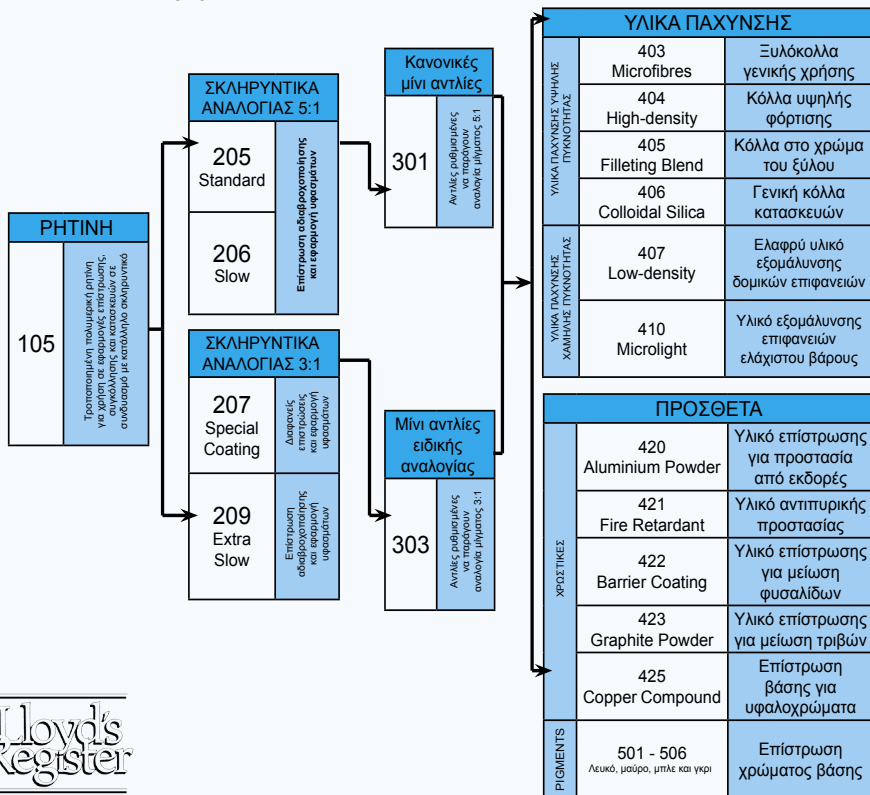 ΡΗΤΙΝΗ
105
Τροποποιημένη πολυμερική ρητίνη
για χρήση σε εφαρμογές επίστρωσης,
συγκόλλησης και κατασκευών σε
συνδυασμό με κατάλληλο σκληρυντικό
ΣΚΛΗΡΥΝΤΙΚΑ
ΑΝΑΛΟΓΙΑΣ 5:1
205
Standard
206
Slow
Επίστρωση αδιαβροχοποίησης
και εφαρμογή υφασμάτων
ΣΚΛΗΡΥΝΤΙΚΑ
ΑΝΑΛΟΓΙΑΣ 3:1
207
Special
Coating
Διαφανείς
επιστρώσεις
και εφαρμογή
υφασμάτων
209
Extra
Slow
Επίστρωση
αδιαβροχοποίησης
και εφαρμογή
υφασμάτων
Κανονικές
μίνι αντλίες
301
Αντλίες ρυθμισμένες
να παράγουν
αναλογία μίγματος 5:1
Μίνι αντλίες
ειδικής
αναλογίας
303
Αντλίες ρυθμισμένες
να παράγουν
αναλογία μίγματος 3:1
ΥΛΙΚΑ ΠΑΧΥΝΣΗΣ
ΥΛΙΚΑ ΠΑΧΥΝΣΗΣ ΥΨΗΛΗΣ
ΠΥΚΝΟΤΗΤΑΣ
403
Microfibres
Ξυλόκολλα
γενικής χρήσης
404
High-density
Κόλλα υψηλής
φόρτισης
405
Filleting Blend
Κόλλα στο χρώμα
του ξύλου
406
Colloidal Silica
Γενική κόλλα
κατασκευών
ΥΛΙΚΑ ΠΑΧΥΝΣΗΣ
ΧΑΜΗΛΗΣ ΠΥΚΝΟΤΗΤΑΣ
407
Low-density
Ελαφρύ υλικό
εξομάλυνσης
δομικών επιφανειών
410
Microlight
Υλικό εξομάλυνσης
επιφανειών
ελάχιστου βάρους
ΠΡΟΣΘΕΤΑ
ΧΡΩΣΤΙΚΕΣ
420
Aluminium Powder
Υλικό επίστρωσης
για προστασία
από εκδορές
421
Fire Retardant
Υλικό αντιπυρικής
προστασίας
422
Barrier Coating
Υλικό επίστρωσης
για μείωση
φυσαλίδων
423
Graphite Powder
Υλικό επίστρωσης
για μείωση τριβών
425
Copper Compound
Επίστρωση
βάσης για
υφαλοχρώματα
PIGMENTS
501 - 506
Λευκό, μαύρο, μπλε και γκρι
Επίστρωση
χρώματος βάσης
Lloyd's
Register